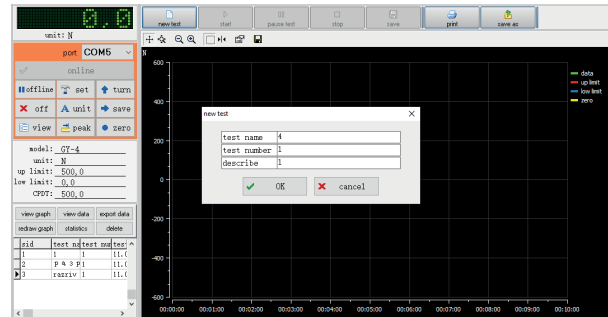 0.0
unit: N
port COM5
online
offline set turn
off A unit save
view peak zero
model: GY-4
unit: N
up limit: 500,0
low limit: 0,0
CPDT: 500,0
view graph view data export data
redraw graph statistics delete
sid test na test num test
1 1 1 11.(
2 1 11.(
3 razriv 1 11.(
new test start pause test stop save print save as
N
600
400
200
0
-200
-400
-600
00:00:00 00:01:00 00:02:00 00:03:00 00:04:00 00:05:00 00:06:00 00:07:00 00:08:00 00:09:00 00:10:00
data
up limit
low limit
zero
new test
test name 4
test number 1
describe 1
OK cancel